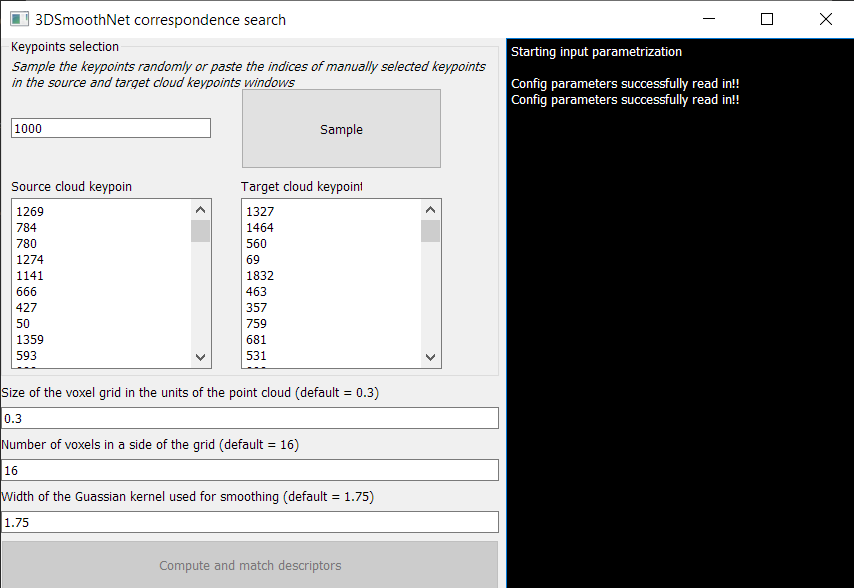 3DSmoothNet correspondence search
Keypoints selection
Sample the keypoints randomly or paste the indices of manually selected keypoints
in the source and target cloud keypoints windows
1000
Sample
Source cloud keypoin
1269
784
780
1274
1141
666
427
50
1359
593
Target cloud keypoint
1327
1464
560
69
1832
463
357
759
681
531
Size of the voxel grid in the units of the point cloud (default = 0.3)
0.3
Number of voxels in a side of the grid (default = 16)
16
Width of the Guassian kernel used for smoothing (default = 1.75)
1.75
Compute and match descriptors
Starting input parametrization
Config parameters successfully read in!!
Config parameters successfully read in!!